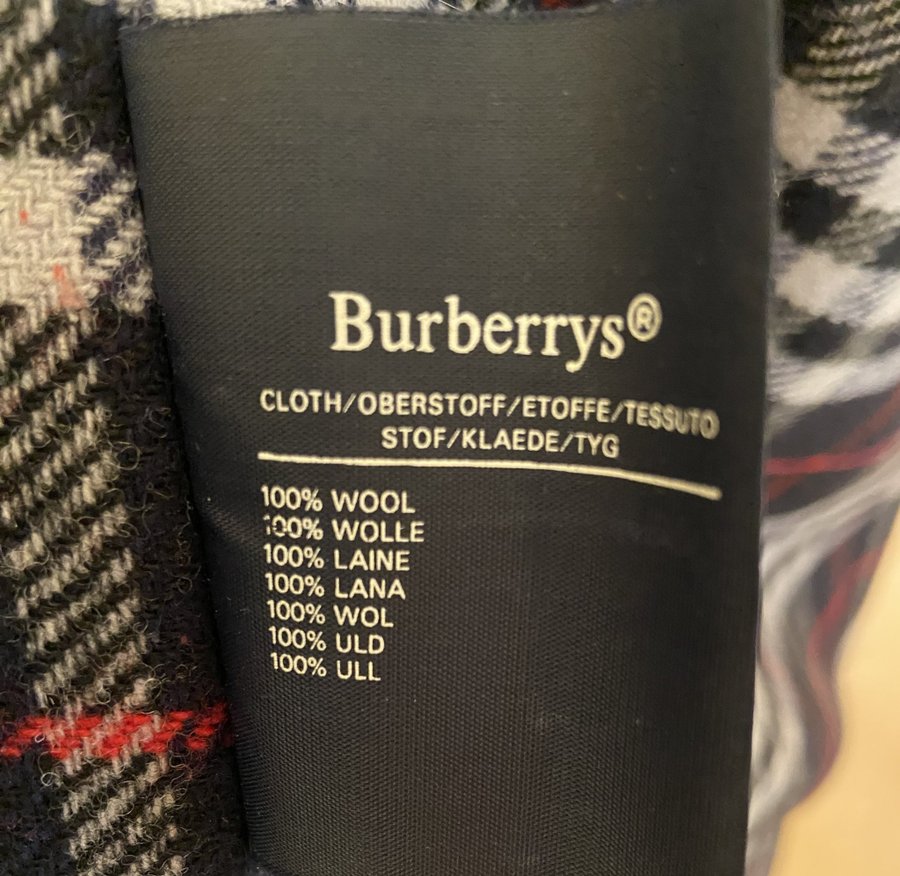 Burberrys®
CLOTH/OBERSTOFF/ETOFFE/TESSUTO
STOF/KLAEDE/TYG
100% WOOL
100% WOLLE
100% LAINE
100% LANA
100% WOL
100% ULD
100% ULL